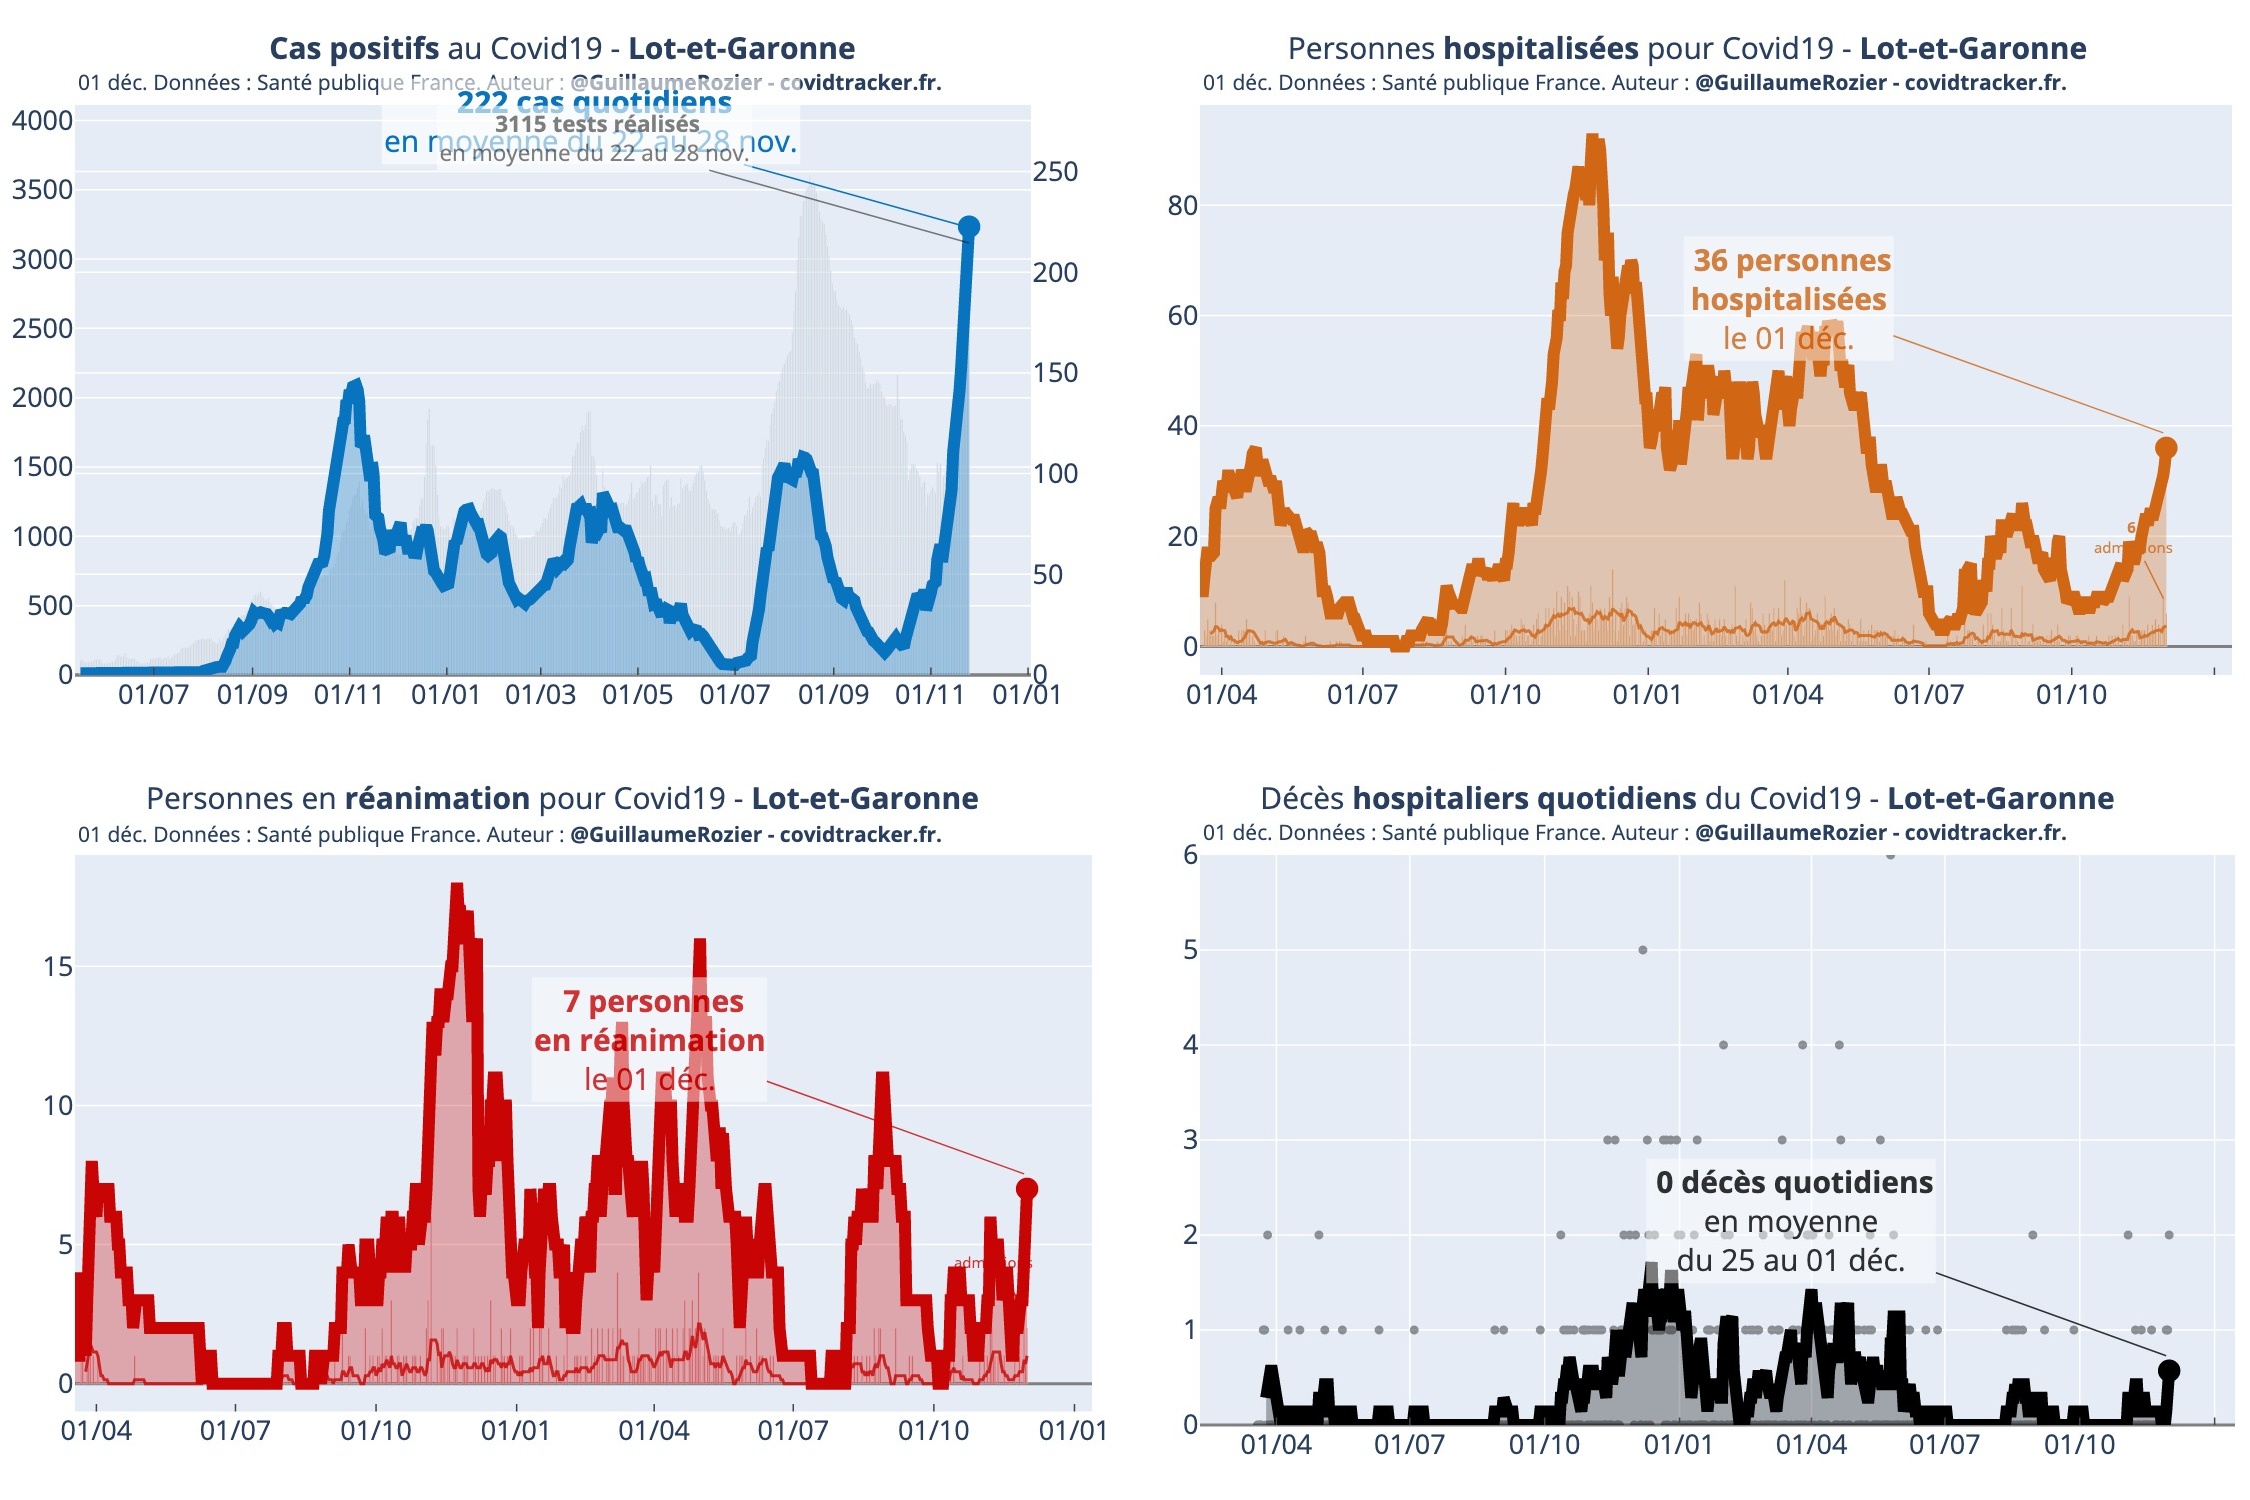 Cas positifs au Covid19 - Lot-et-Garonne
01 déc. Données : Santé publique France. Auteur : @GuillaumeRozier - covidtracker.fr.
222 cas quotidiens
3115 tests réalisés
en moyenne du 22 au 28 nov.
en moyenne du 22 au 28 nov.
4000
3500
3000
2500
2000
1500
1000
500
0
250
200
150
100
50
0
01/07 01/09 01/11 01/01 01/03 01/05 01/07 01/09 01/11 01/01
Personnes hospitalisées pour Covid19 - Lot-et-Garonne
01 déc. Données : Santé publique France. Auteur : @GuillaumeRozier - covidtracker.fr.
36 personnes
hospitalisées
le 01 déc.
6
admissions
80
60
40
20
0
01/04 01/07 01/10 01/01 01/04 01/07 01/10
Personnes en réanimation pour Covid19 - Lot-et-Garonne
01 déc. Données : Santé publique France. Auteur : @GuillaumeRozier - covidtracker.fr.
7 personnes
en réanimation
le 01 déc.
admissions
15
10
5
0
01/04 01/07 01/10 01/01 01/04 01/07 01/10 01/01
Décès hospitaliers quotidiens du Covid19 - Lot-et-Garonne
01 déc. Données : Santé publique France. Auteur : @GuillaumeRozier - covidtracker.fr.
0 décès quotidiens
en moyenne
du 25 au 01 déc.
6
5
4
3
2
1
0
01/04 01/07 01/10 01/01 01/04 01/07 01/10